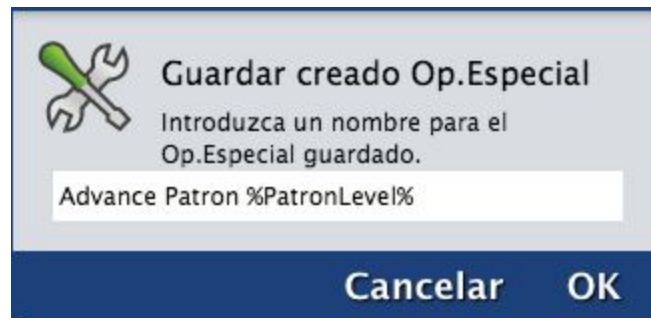 Guardar creado Op.Especial
Introduzca un nombre para el
Op.Especial guardado.
Advance Patron %PatronLevel%
Cancelar OK